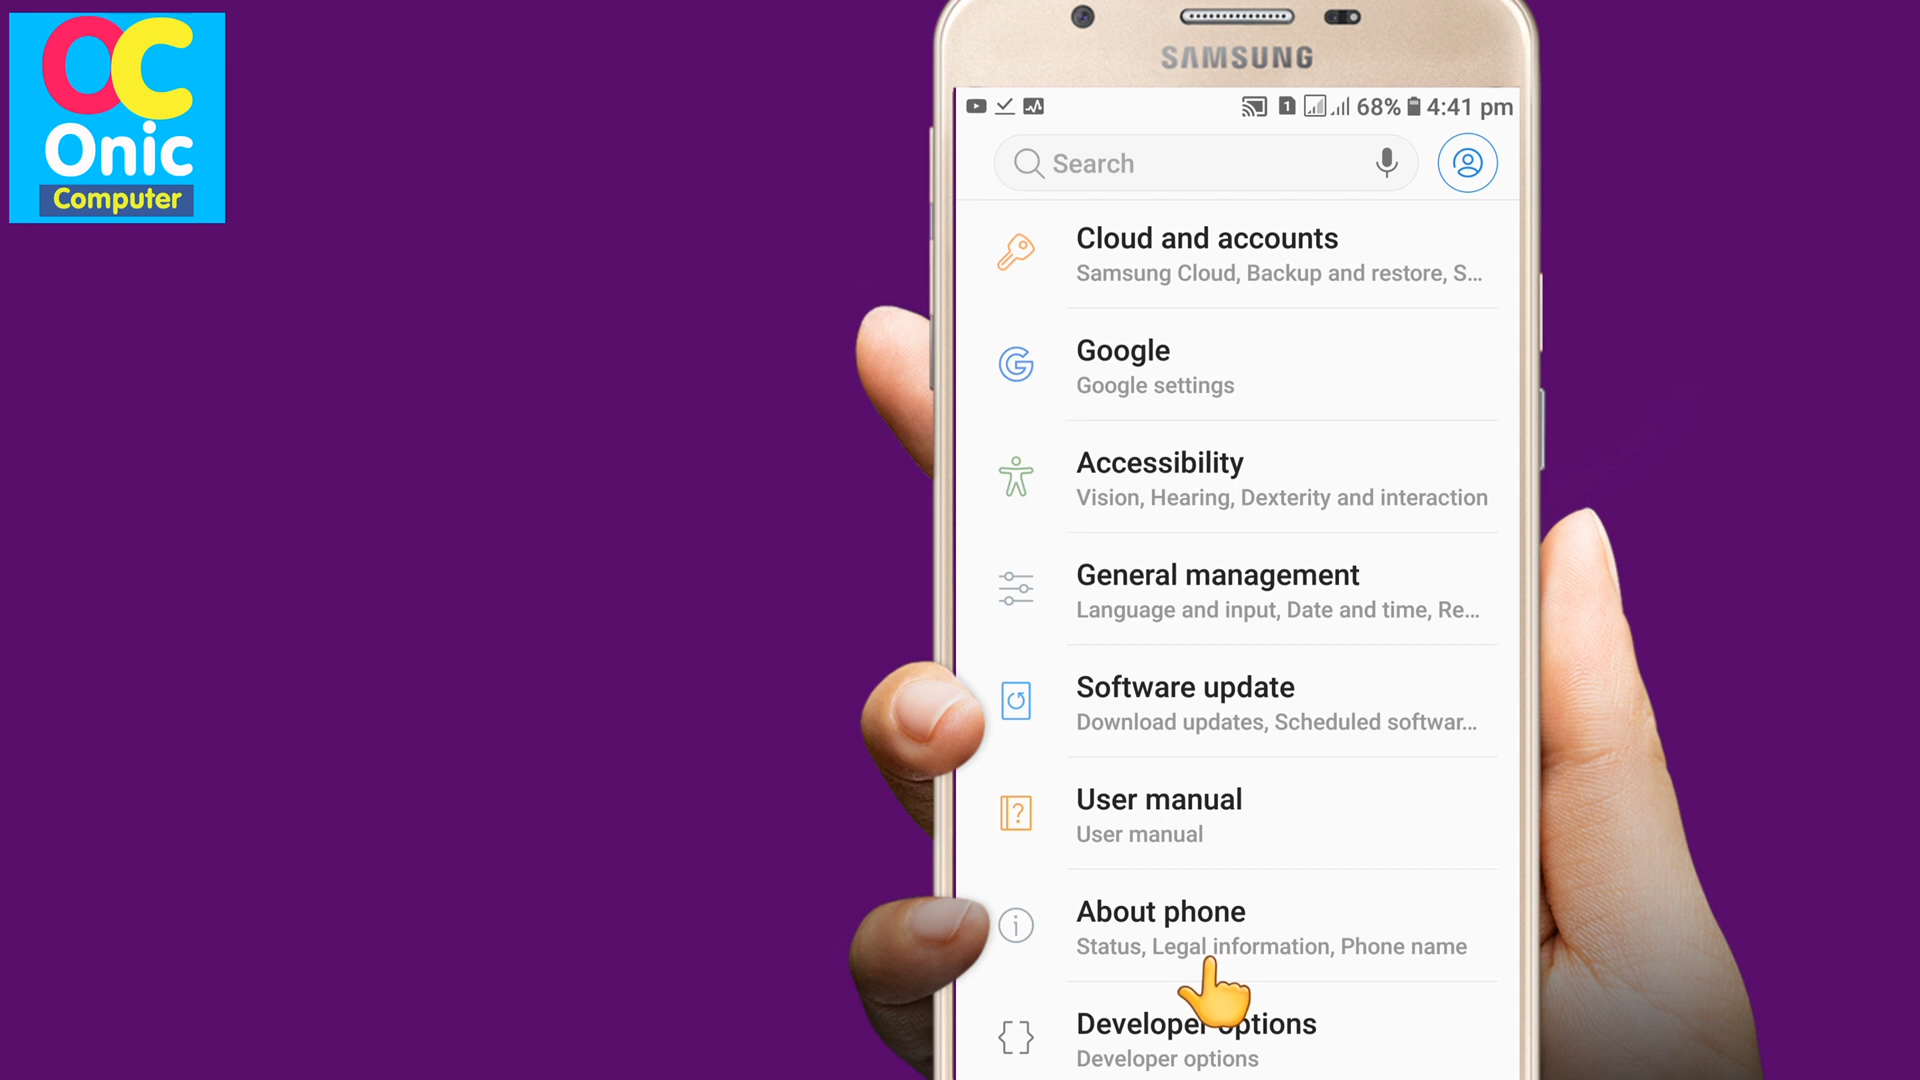 OC
Onic
Computer
SAMSUNG
1 68% 4:41 pm
Search
Cloud and accounts
Samsung Cloud, Backup and restore, S...
Google
Google settings
Accessibility
Vision, Hearing, Dexterity and interaction
General management
Language and input, Date and time, Re...
Software update
Download updates, Scheduled softwar...
User manual
User manual
About phone
Status, Legal information, Phone name
Developer options
Developer options